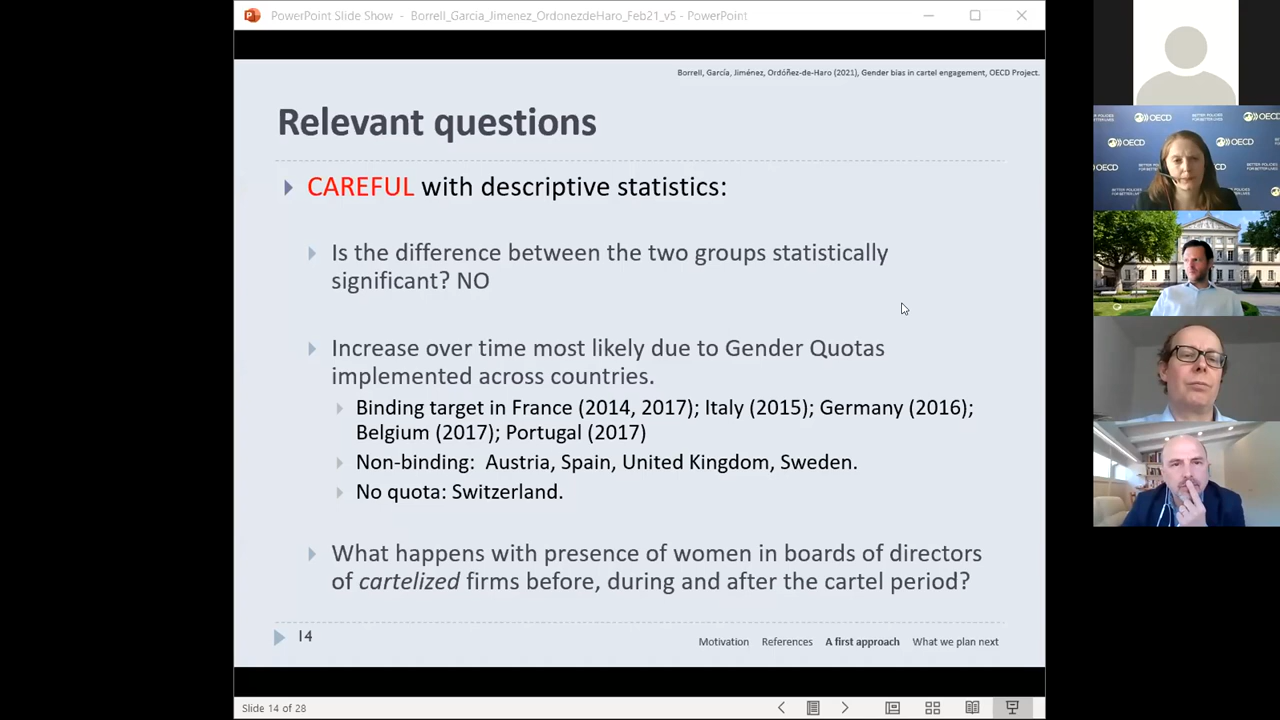 PowerPoint Slide Show - Borrell_Garcia_Jimenez_OrdonezdeHaro_Feb21_v5 - PowerPoint
Borrell, García, Jiménez, Ordóñez-de-Haro (2021), Gender bias in cartel engagement, OECD Project.
Relevant questions
CAREFUL with descriptive statistics:
Is the difference between the two groups statistically
significant? NO
Increase over time most likely due to Gender Quotas
implemented across countries.
Binding target in France (2014, 2017); Italy (2015); Germany (2016);
Belgium (2017); Portugal (2017)
Non-binding: Austria, Spain, United Kingdom, Sweden.
No quota: Switzerland.
What happens with presence of women in boards of directors
of cartelized firms before, during and after the cartel period?
14
Motivation References A first approach What we plan next
Slide 14 of 28
OECD
BETTER POLICIES
FOR BETTER LIVES
OECD
OECD
OECD